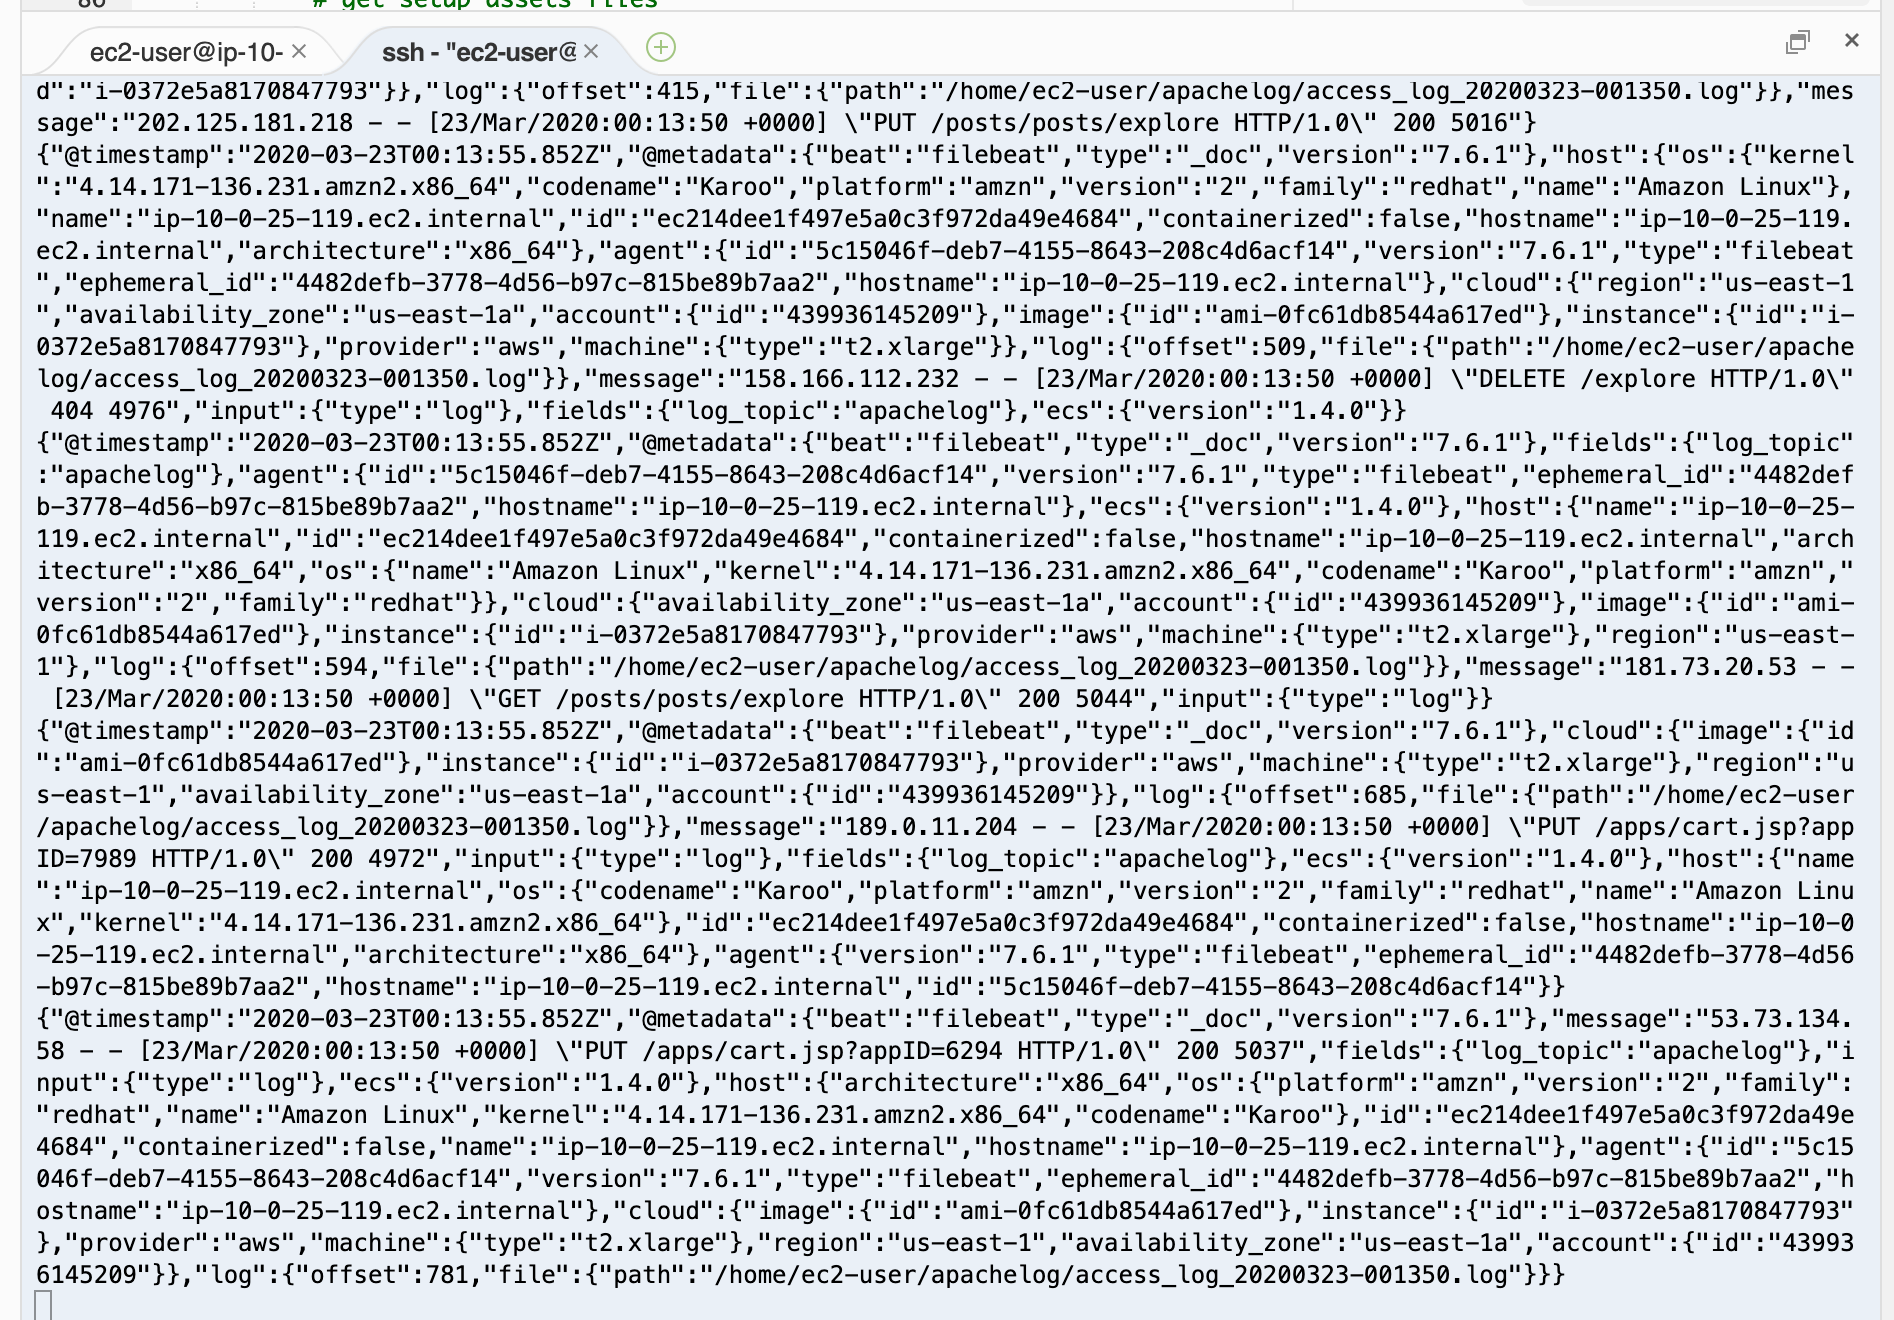 86 # get setup assets files
ec2-user@ip-10- × ssh - "ec2-user@ ×
d":"i-0372e5a8170847793"}},"log":{"offset":415,"file":{"path":"/home/ec2-user/apachelog/access_log_20200323-001350.log"}},"mes
sage":"202.125.181.218 - - [23/Mar/2020:00:13:50 +0000] \"PUT /posts/posts/explore HTTP/1.0\" 200 5016"}
{"@timestamp":"2020-03-23T00:13:55.852Z","@metadata":{"beat":"filebeat","type":"_doc","version":"7.6.1"},"host":{"os":{"kernel
":"4.14.171-136.231.amzn2.x86_64","codename":"Karoo","platform":"amzn","version":"2","family":"redhat","name":"Amazon Linux"},
"name":"ip-10-0-25-119.ec2.internal","id":"ec214dee1f497e5a0c3f972da49e4684","containerized":false,"hostname":"ip-10-0-25-119.
ec2.internal","architecture":"x86_64"},"agent":{"id":"5c15046f-deb7-4155-8643-208c4d6acf14","version":"7.6.1","type":"filebeat
","ephemeral_id":"4482defb-3778-4d56-b97c-815be89b7aa2","hostname":"ip-10-0-25-119.ec2.internal"},"cloud":{"region":"us-east-1
","availability_zone":"us-east-1a","account":{"id":"439936145209"},"image":{"id":"ami-0fc61db8544a617ed"},"instance":{"id":"i-
0372e5a8170847793"},"provider":"aws","machine":{"type":"t2.xlarge"}},"log":{"offset":509,"file":{"path":"/home/ec2-user/apache
log/access_log_20200323-001350.log"}},"message":"158.166.112.232 - - [23/Mar/2020:00:13:50 +0000] \"DELETE /explore HTTP/1.0\"
 404 4976","input":{"type":"log"},"fields":{"log_topic":"apachelog"},"ecs":{"version":"1.4.0"}}
{"@timestamp":"2020-03-23T00:13:55.852Z","@metadata":{"beat":"filebeat","type":"_doc","version":"7.6.1"},"fields":{"log_topic"
:"apachelog"},"agent":{"id":"5c15046f-deb7-4155-8643-208c4d6acf14","version":"7.6.1","type":"filebeat","ephemeral_id":"4482def
b-3778-4d56-b97c-815be89b7aa2","hostname":"ip-10-0-25-119.ec2.internal"},"ecs":{"version":"1.4.0"},"host":{"name":"ip-10-0-25-
119.ec2.internal","id":"ec214dee1f497e5a0c3f972da49e4684","containerized":false,"hostname":"ip-10-0-25-119.ec2.internal","arch
itecture":"x86_64","os":{"name":"Amazon Linux","kernel":"4.14.171-136.231.amzn2.x86_64","codename":"Karoo","platform":"amzn","
version":"2","family":"redhat"}},"cloud":{"availability_zone":"us-east-1a","account":{"id":"439936145209"},"image":{"id":"ami-
0fc61db8544a617ed"},"instance":{"id":"i-0372e5a8170847793"},"provider":"aws","machine":{"type":"t2.xlarge"},"region":"us-east-
1"},"log":{"offset":594,"file":{"path":"/home/ec2-user/apachelog/access_log_20200323-001350.log"}},"message":"181.73.20.53 - -
 [23/Mar/2020:00:13:50 +0000] \"GET /posts/posts/explore HTTP/1.0\" 200 5044","input":{"type":"log"}}
{"@timestamp":"2020-03-23T00:13:55.852Z","@metadata":{"beat":"filebeat","type":"_doc","version":"7.6.1"},"cloud":{"image":{"id
":"ami-0fc61db8544a617ed"},"instance":{"id":"i-0372e5a8170847793"},"provider":"aws","machine":{"type":"t2.xlarge"},"region":"u
s-east-1","availability_zone":"us-east-1a","account":{"id":"439936145209"}},"log":{"offset":685,"file":{"path":"/home/ec2-user
/apachelog/access_log_20200323-001350.log"}},"message":"189.0.11.204 - - [23/Mar/2020:00:13:50 +0000] \"PUT /apps/cart.jsp?app
ID=7989 HTTP/1.0\" 200 4972","input":{"type":"log"},"fields":{"log_topic":"apachelog"},"ecs":{"version":"1.4.0"},"host":{"name
":"ip-10-0-25-119.ec2.internal","os":{"codename":"Karoo","platform":"amzn","version":"2","family":"redhat","name":"Amazon Linu
x","kernel":"4.14.171-136.231.amzn2.x86_64"},"id":"ec214dee1f497e5a0c3f972da49e4684","containerized":false,"hostname":"ip-10-0
-25-119.ec2.internal","architecture":"x86_64"},"agent":{"version":"7.6.1","type":"filebeat","ephemeral_id":"4482defb-3778-4d56
-b97c-815be89b7aa2","hostname":"ip-10-0-25-119.ec2.internal","id":"5c15046f-deb7-4155-8643-208c4d6acf14"}}
{"@timestamp":"2020-03-23T00:13:55.852Z","@metadata":{"beat":"filebeat","type":"_doc","version":"7.6.1"},"message":"53.73.134.
58 - - [23/Mar/2020:00:13:50 +0000] \"PUT /apps/cart.jsp?appID=6294 HTTP/1.0\" 200 5037","fields":{"log_topic":"apachelog"},"i
nput":{"type":"log"},"ecs":{"version":"1.4.0"},"host":{"architecture":"x86_64","os":{"platform":"amzn","version":"2","family":
"redhat","name":"Amazon Linux","kernel":"4.14.171-136.231.amzn2.x86_64","codename":"Karoo"},"id":"ec214dee1f497e5a0c3f972da49e
4684","containerized":false,"name":"ip-10-0-25-119.ec2.internal","hostname":"ip-10-0-25-119.ec2.internal"},"agent":{"id":"5c15
046f-deb7-4155-8643-208c4d6acf14","version":"7.6.1","type":"filebeat","ephemeral_id":"4482defb-3778-4d56-b97c-815be89b7aa2","h
ostname":"ip-10-0-25-119.ec2.internal"},"cloud":{"image":{"id":"ami-0fc61db8544a617ed"},"instance":{"id":"i-0372e5a8170847793"
},"provider":"aws","machine":{"type":"t2.xlarge"},"region":"us-east-1","availability_zone":"us-east-1a","account":{"id":"43993
6145209"}},"log":{"offset":781,"file":{"path":"/home/ec2-user/apachelog/access_log_20200323-001350.log"}}}